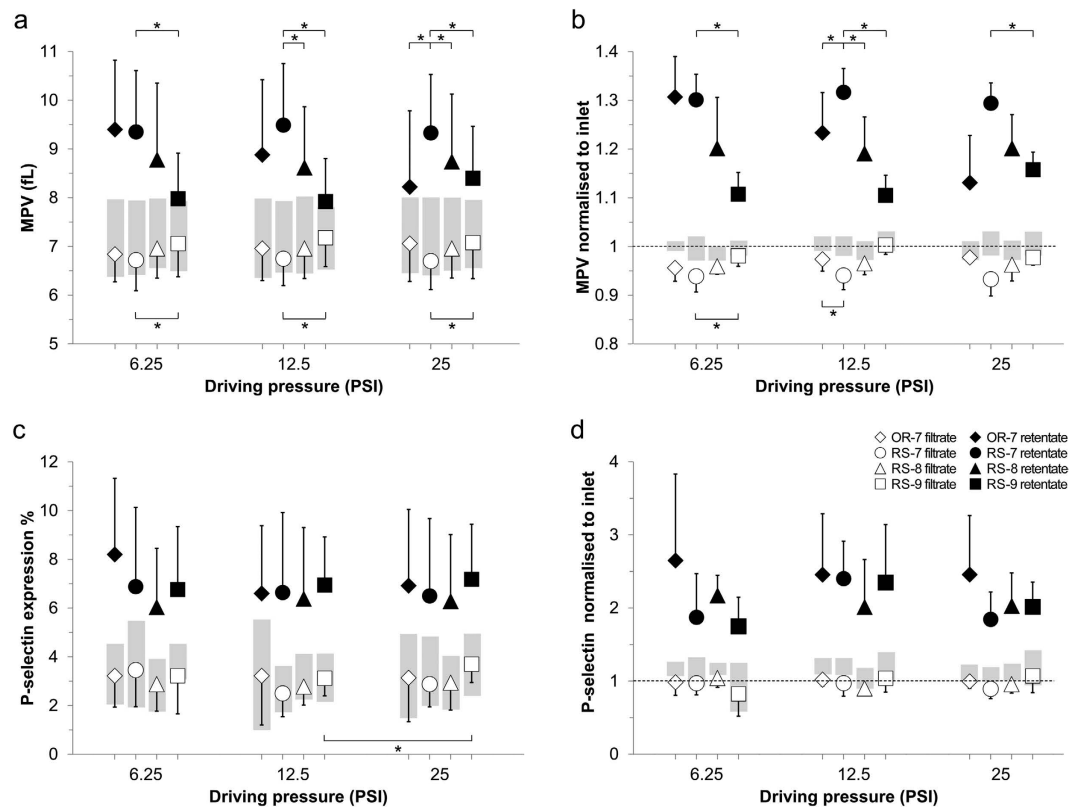 a
* * * * * *
11
10
9
8
7
6
5
MPV (fL)
* * *
6.25 12.5 25
Driving pressure (PSI)
b
* * * * *
1.4
1.3
1.2
1.1
1
0.9
0.8
MPV normalised to inlet
* *
6.25 12.5 25
Driving pressure (PSI)
c
12
10
8
6
4
2
0
P-selectin expression %
*
6.25 12.5 25
Driving pressure (PSI)
d
OR-7 filtrate OR-7 retentate
RS-7 filtrate RS-7 retentate
RS-8 filtrate RS-8 retentate
RS-9 filtrate RS-9 retentate
4
3
2
1
0
P-selectin normalised to inlet
6.25 12.5 25
Driving pressure (PSI)